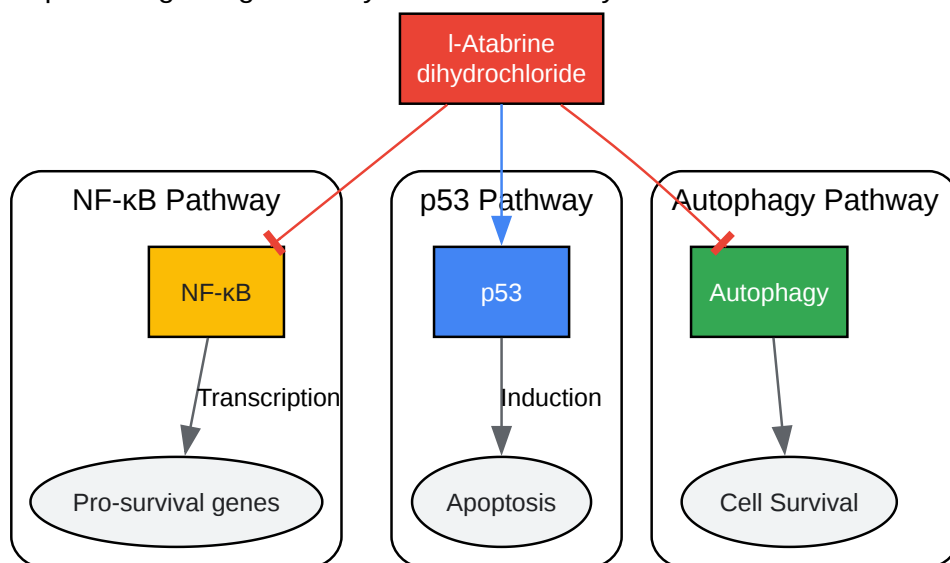 l-Atabrine
dihydrochloride
NF-κB Pathway
p53 Pathway
Autophagy Pathway
NF-κB
p53
Autophagy
Transcription
Induction
Pro-survival genes
Apoptosis
Cell Survival